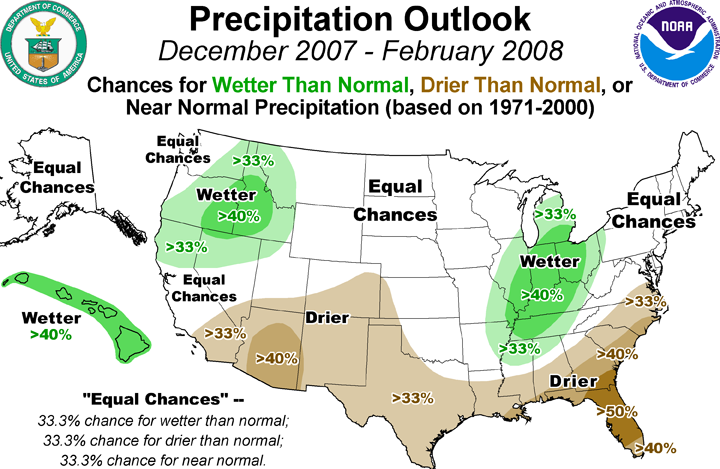 DEPARTMENT OF COMMERCE
UNITED STATES OF AMERICA
NATIONAL OCEANIC AND ATMOSPHERIC ADMINISTRATION
NOAA
U.S. DEPARTMENT OF COMMERCE
Precipitation Outlook
December 2007 - February 2008
Chances for Wetter Than Normal, Drier Than Normal, or
Near Normal Precipitation (based on 1971-2000)
Equal
Chances
Equal
Chances
>33%
Wetter
>40%
>33%
Equal
Chances
Equal
Chances
>33%
Equal
Chances
Wetter
>40%
>33%
Wetter
>40%
>33%
Drier
>40%
>33%
>33%
>40%
Drier
>50%
>40%
"Equal Chances" --
33.3% chance for wetter than normal;
33.3% chance for drier than normal;
33.3% chance for near normal.